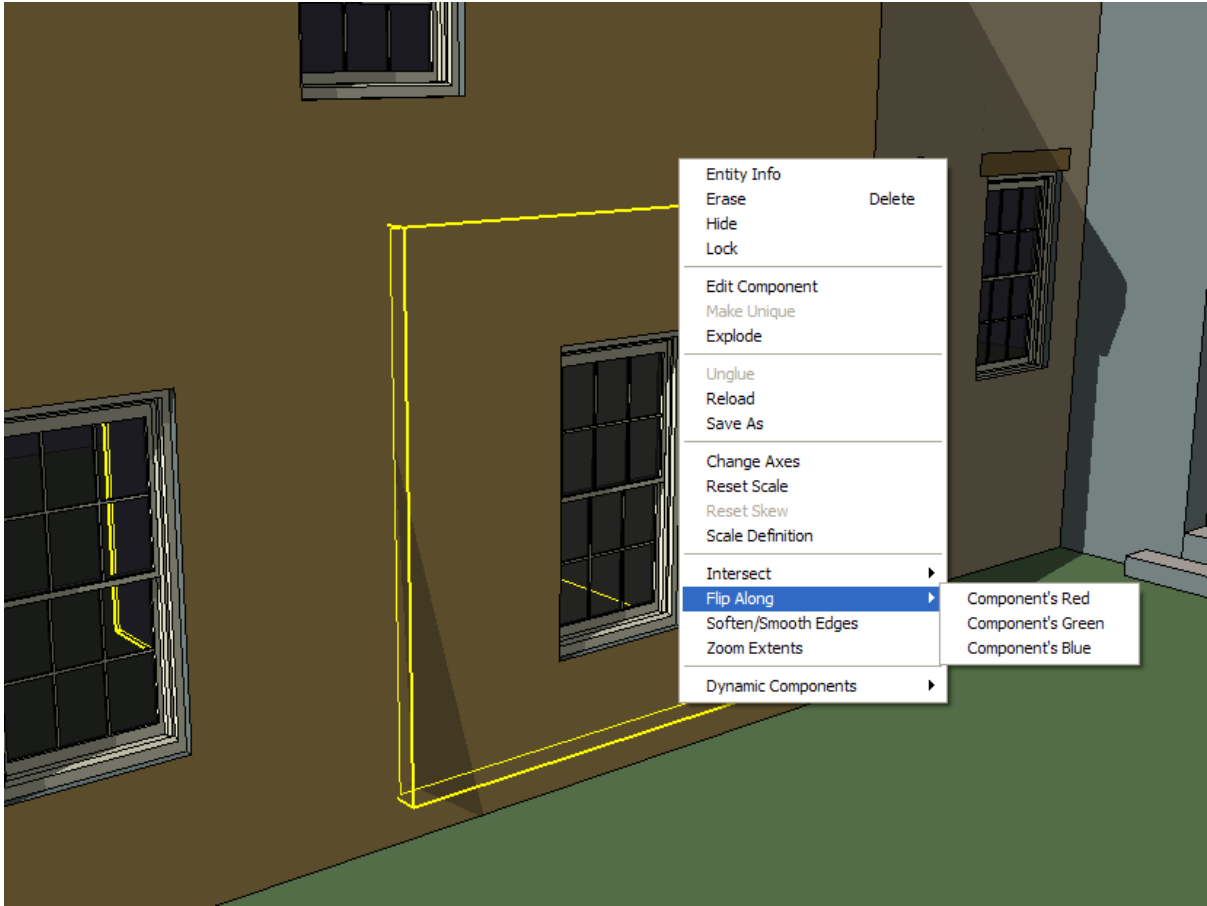 Entity Info
Erase Delete
Hide
Lock
Edit Component
Make Unique
Explode
Unglue
Reload
Save As
Change Axes
Reset Scale
Reset Skew
Scale Definition
Intersect
Flip Along
Soften/Smooth Edges
Zoom Extents
Dynamic Components
Component's Red
Component's Green
Component's Blue